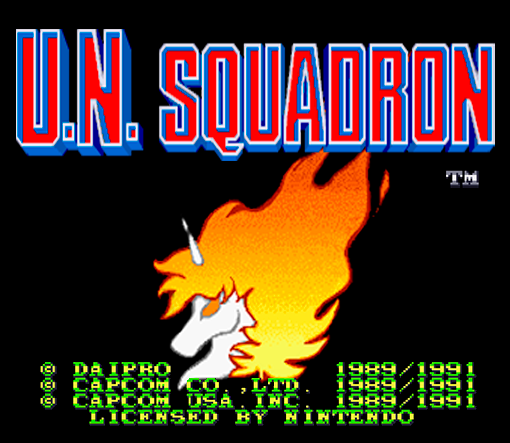 U.N. SQUADRON
TM
© DAIPRO 1989/1991
© CAPCOM CO.,LTD. 1989/1991
© CAPCOM USA.INC. 1989/1991
LICENSED BY NINTENDO